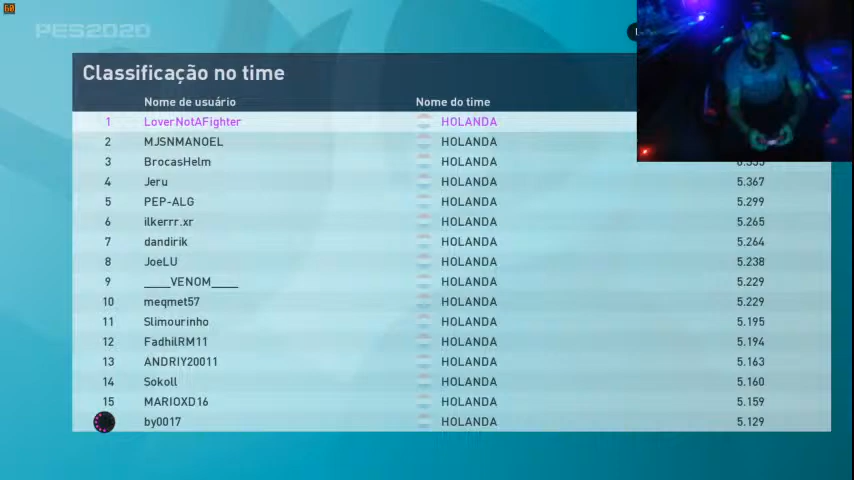 60
PES2020
Classificação no time
Nome de usuário Nome do time
1 LoverNotAFighter HOLANDA
2 MJSNMANOEL HOLANDA
3 BrocasHelm HOLANDA
4 Jeru HOLANDA 5.367
5 PEP-ALG HOLANDA 5.299
6 ilkerrr.xr HOLANDA 5.265
7 dandirik HOLANDA 5.264
8 JoeLU HOLANDA 5.238
9 ____VENOM____ HOLANDA 5.229
10 meqmet57 HOLANDA 5.229
11 Slimourinho HOLANDA 5.195
12 FadhilRM11 HOLANDA 5.194
13 ANDRIY20011 HOLANDA 5.163
14 Sokoll HOLANDA 5.160
15 MARIOXD16 HOLANDA 5.159
by0017 HOLANDA 5.129